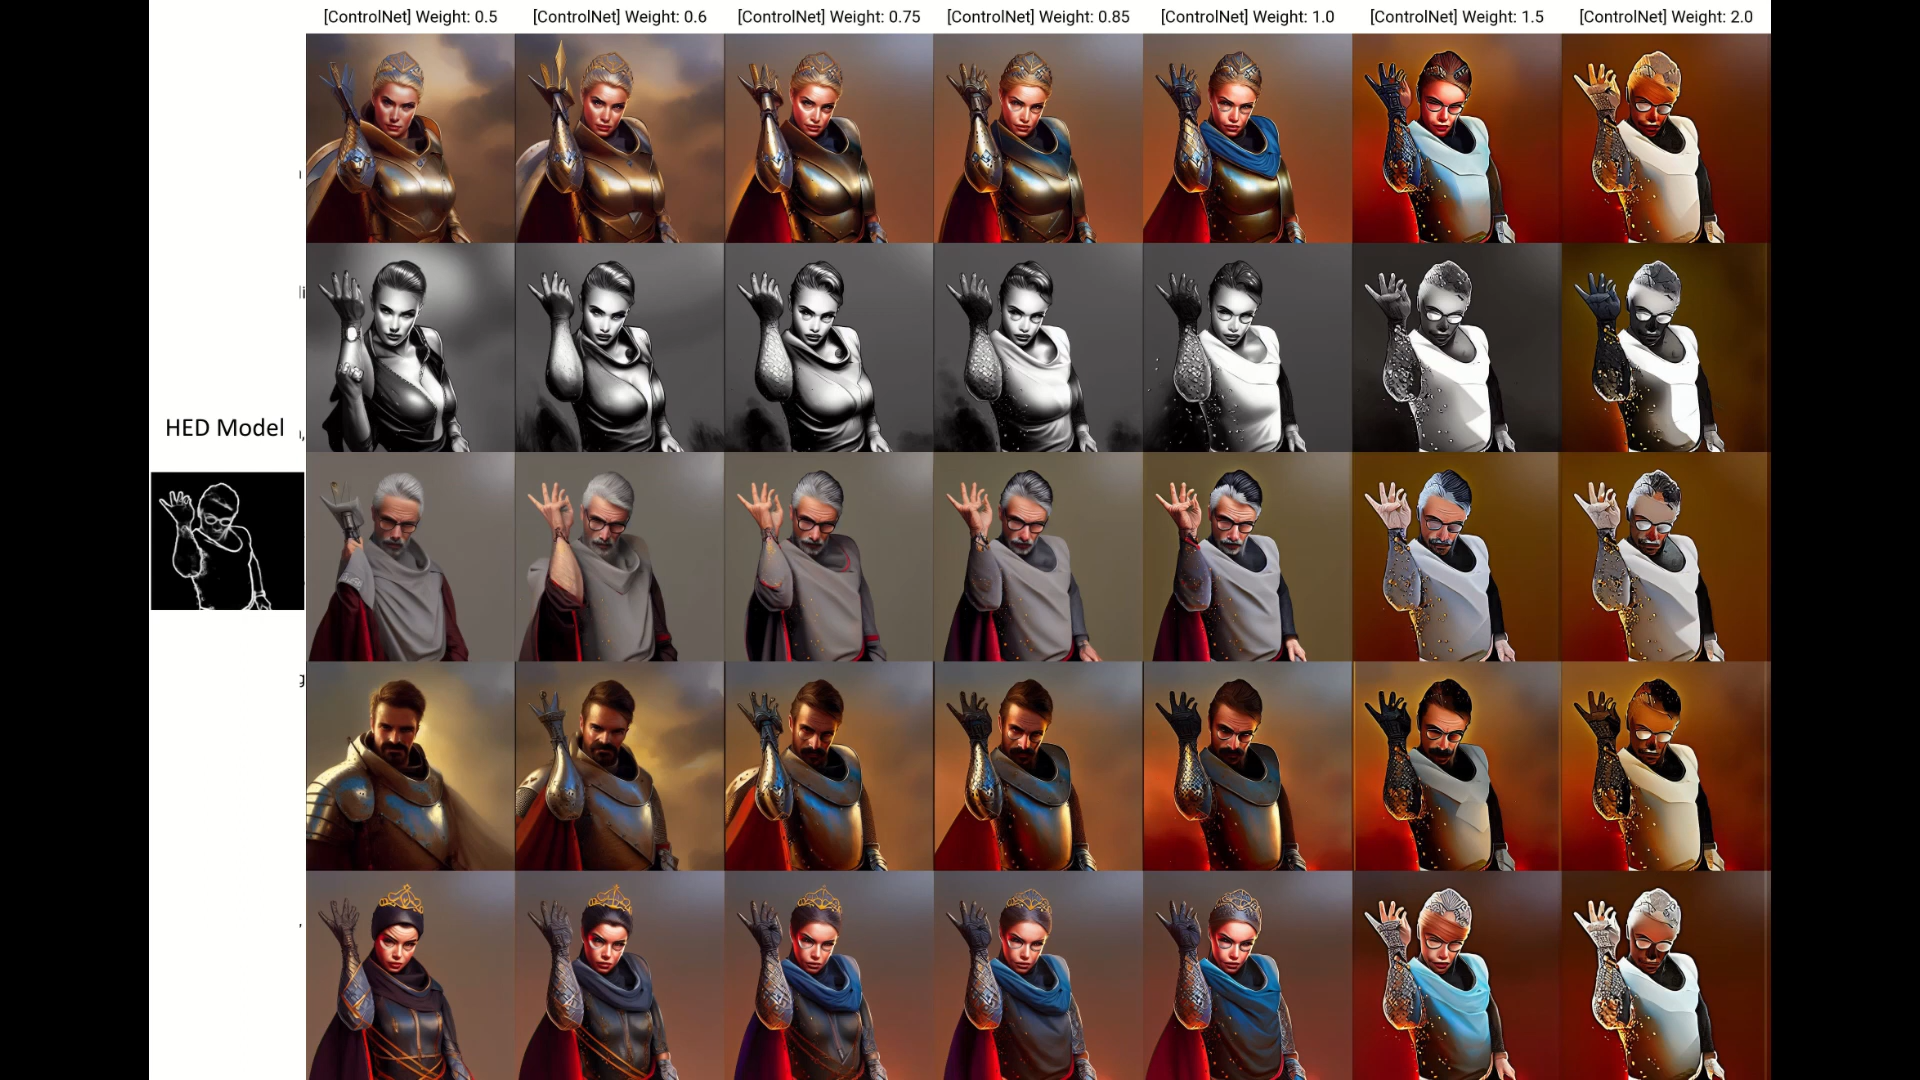 [ControlNet] Weight: 0.5
[ControlNet] Weight: 0.6
[ControlNet] Weight: 0.75
[ControlNet] Weight: 0.85
[ControlNet] Weight: 1.0
[ControlNet] Weight: 1.5
[ControlNet] Weight: 2.0
HED Model